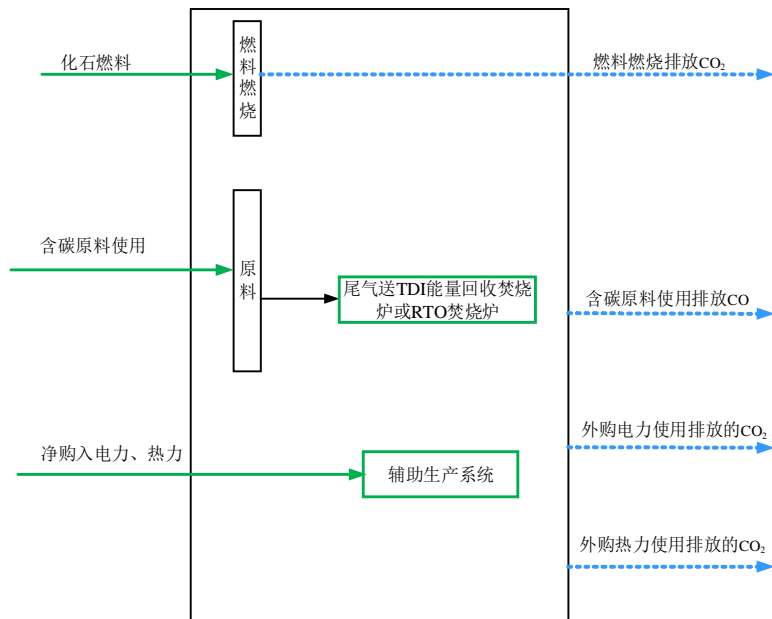 化石燃料
燃料燃烧
燃料燃烧排放CO₂
含碳原料使用
原料
尾气送TDI能量回收焚烧
炉或RTO焚烧炉
含碳原料使用排放CO
净购入电力、热力
辅助生产系统
外购电力使用排放的CO₂
外购热力使用排放的CO₂